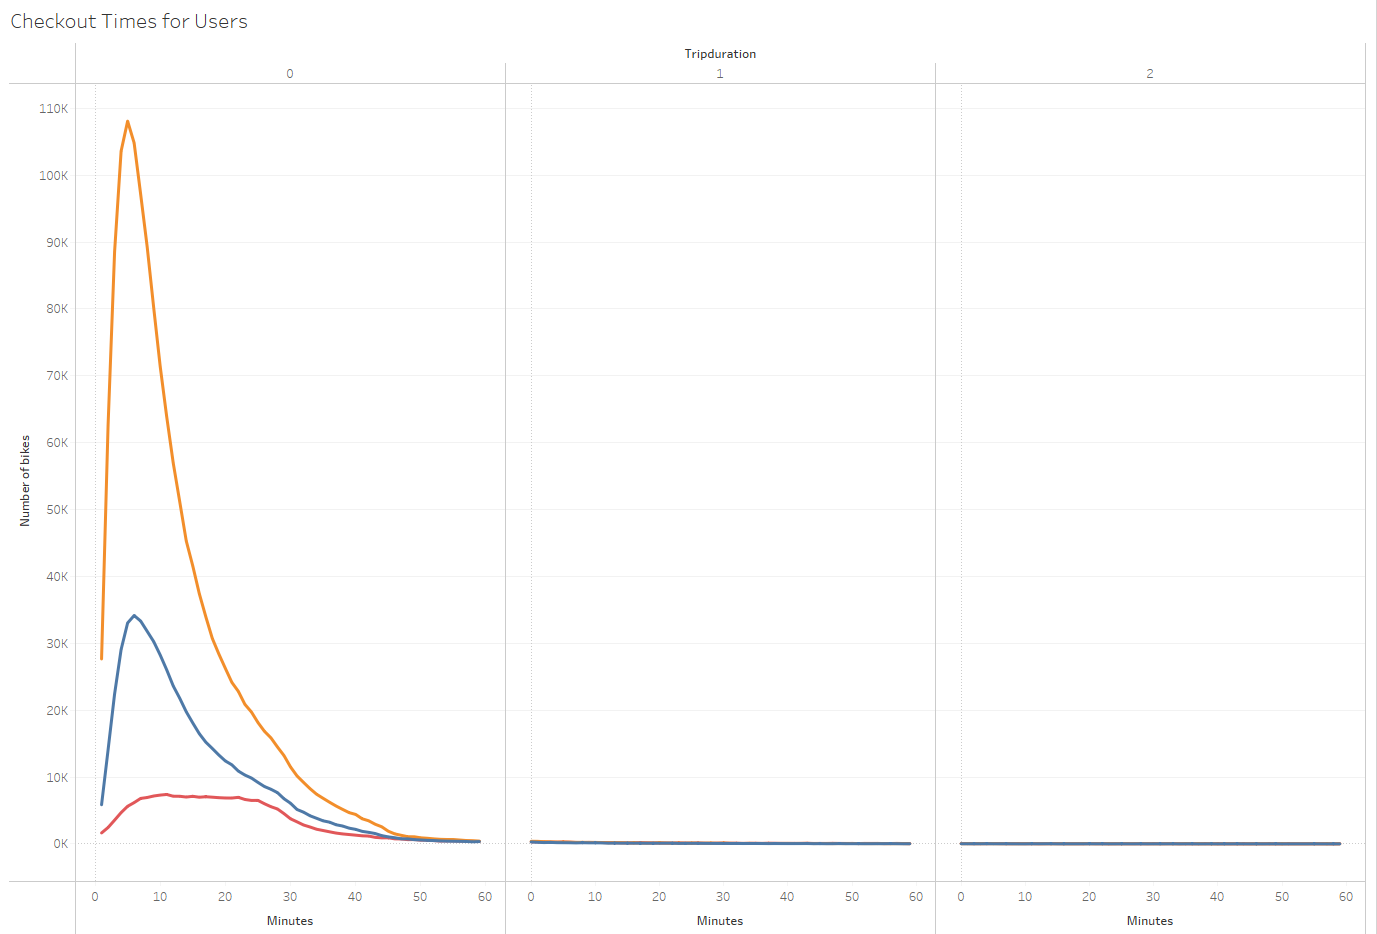 Checkout Times for Users
Tripduration
0 1 2
110K
100K
90K
80K
70K
60K
50K
40K
30K
20K
10K
0K
Number of bikes
0 10 20 30 40 50 60 0 10 20 30 40 50 60 0 10 20 30 40 50 60
Minutes Minutes Minutes